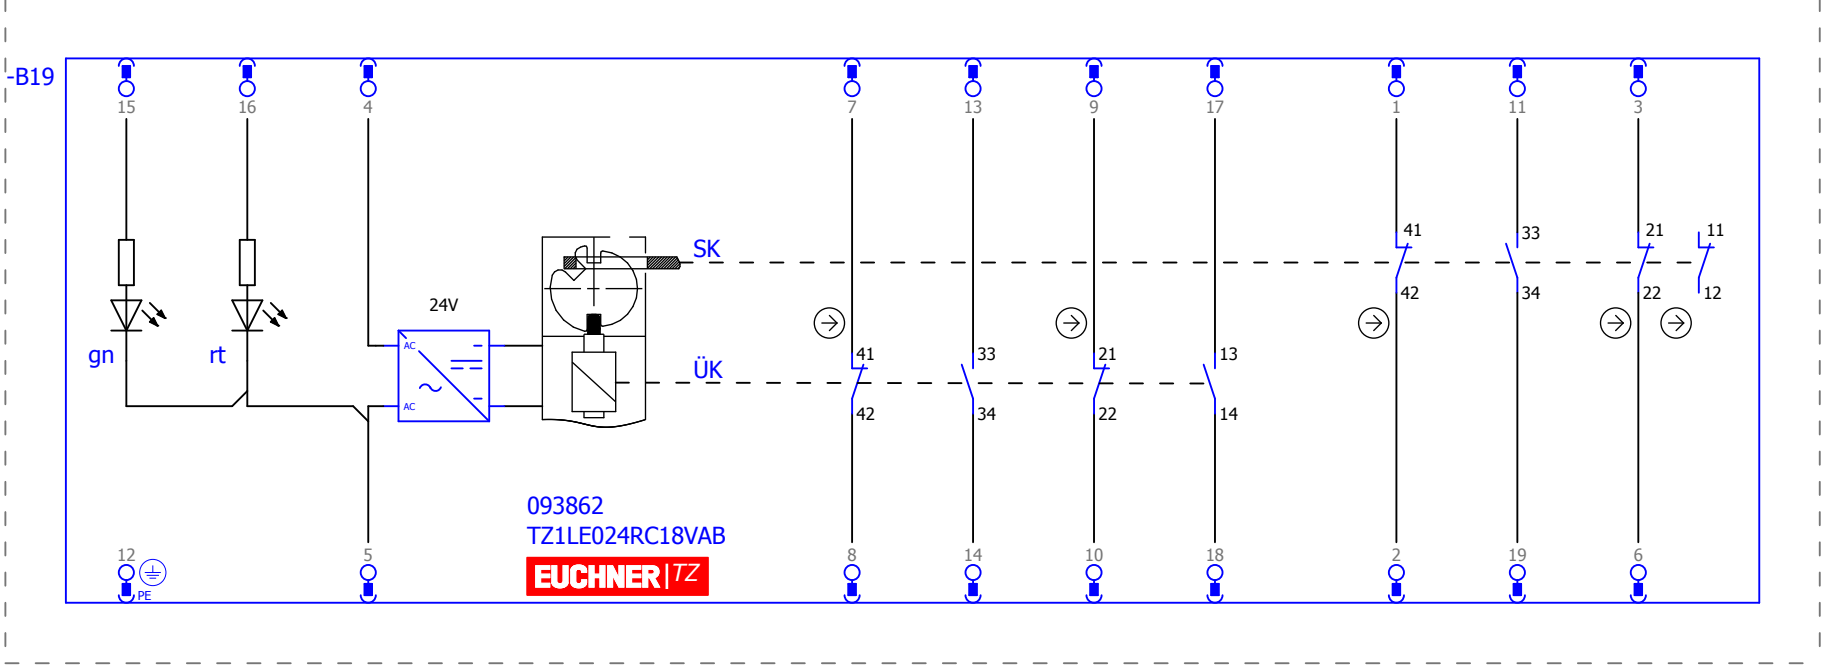 -B19
15 16 4 7 13 9 17 1 11 3
41 33 21 11
SK
42 34 22 12
24V
gn rt AC
41 33 21 13
ÜK
AC
42 34 22 14
093862
TZ1LE024RC18VAB
EUCHNER|TZ
12 5 8 14 10 18 2 19 6
PE